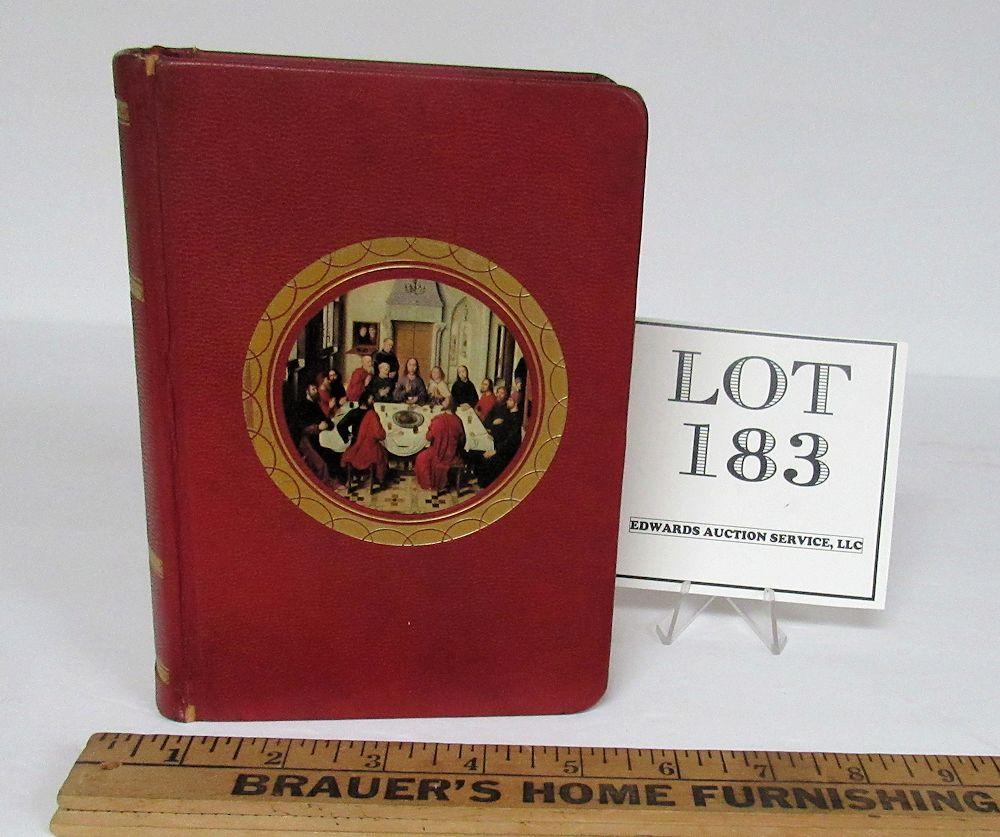 LOT
183
EDWARDS AUCTION SERVICE, LLC
1 2 3 4 5 6 7 8 9
BRAUER'S HOME FURNISHING